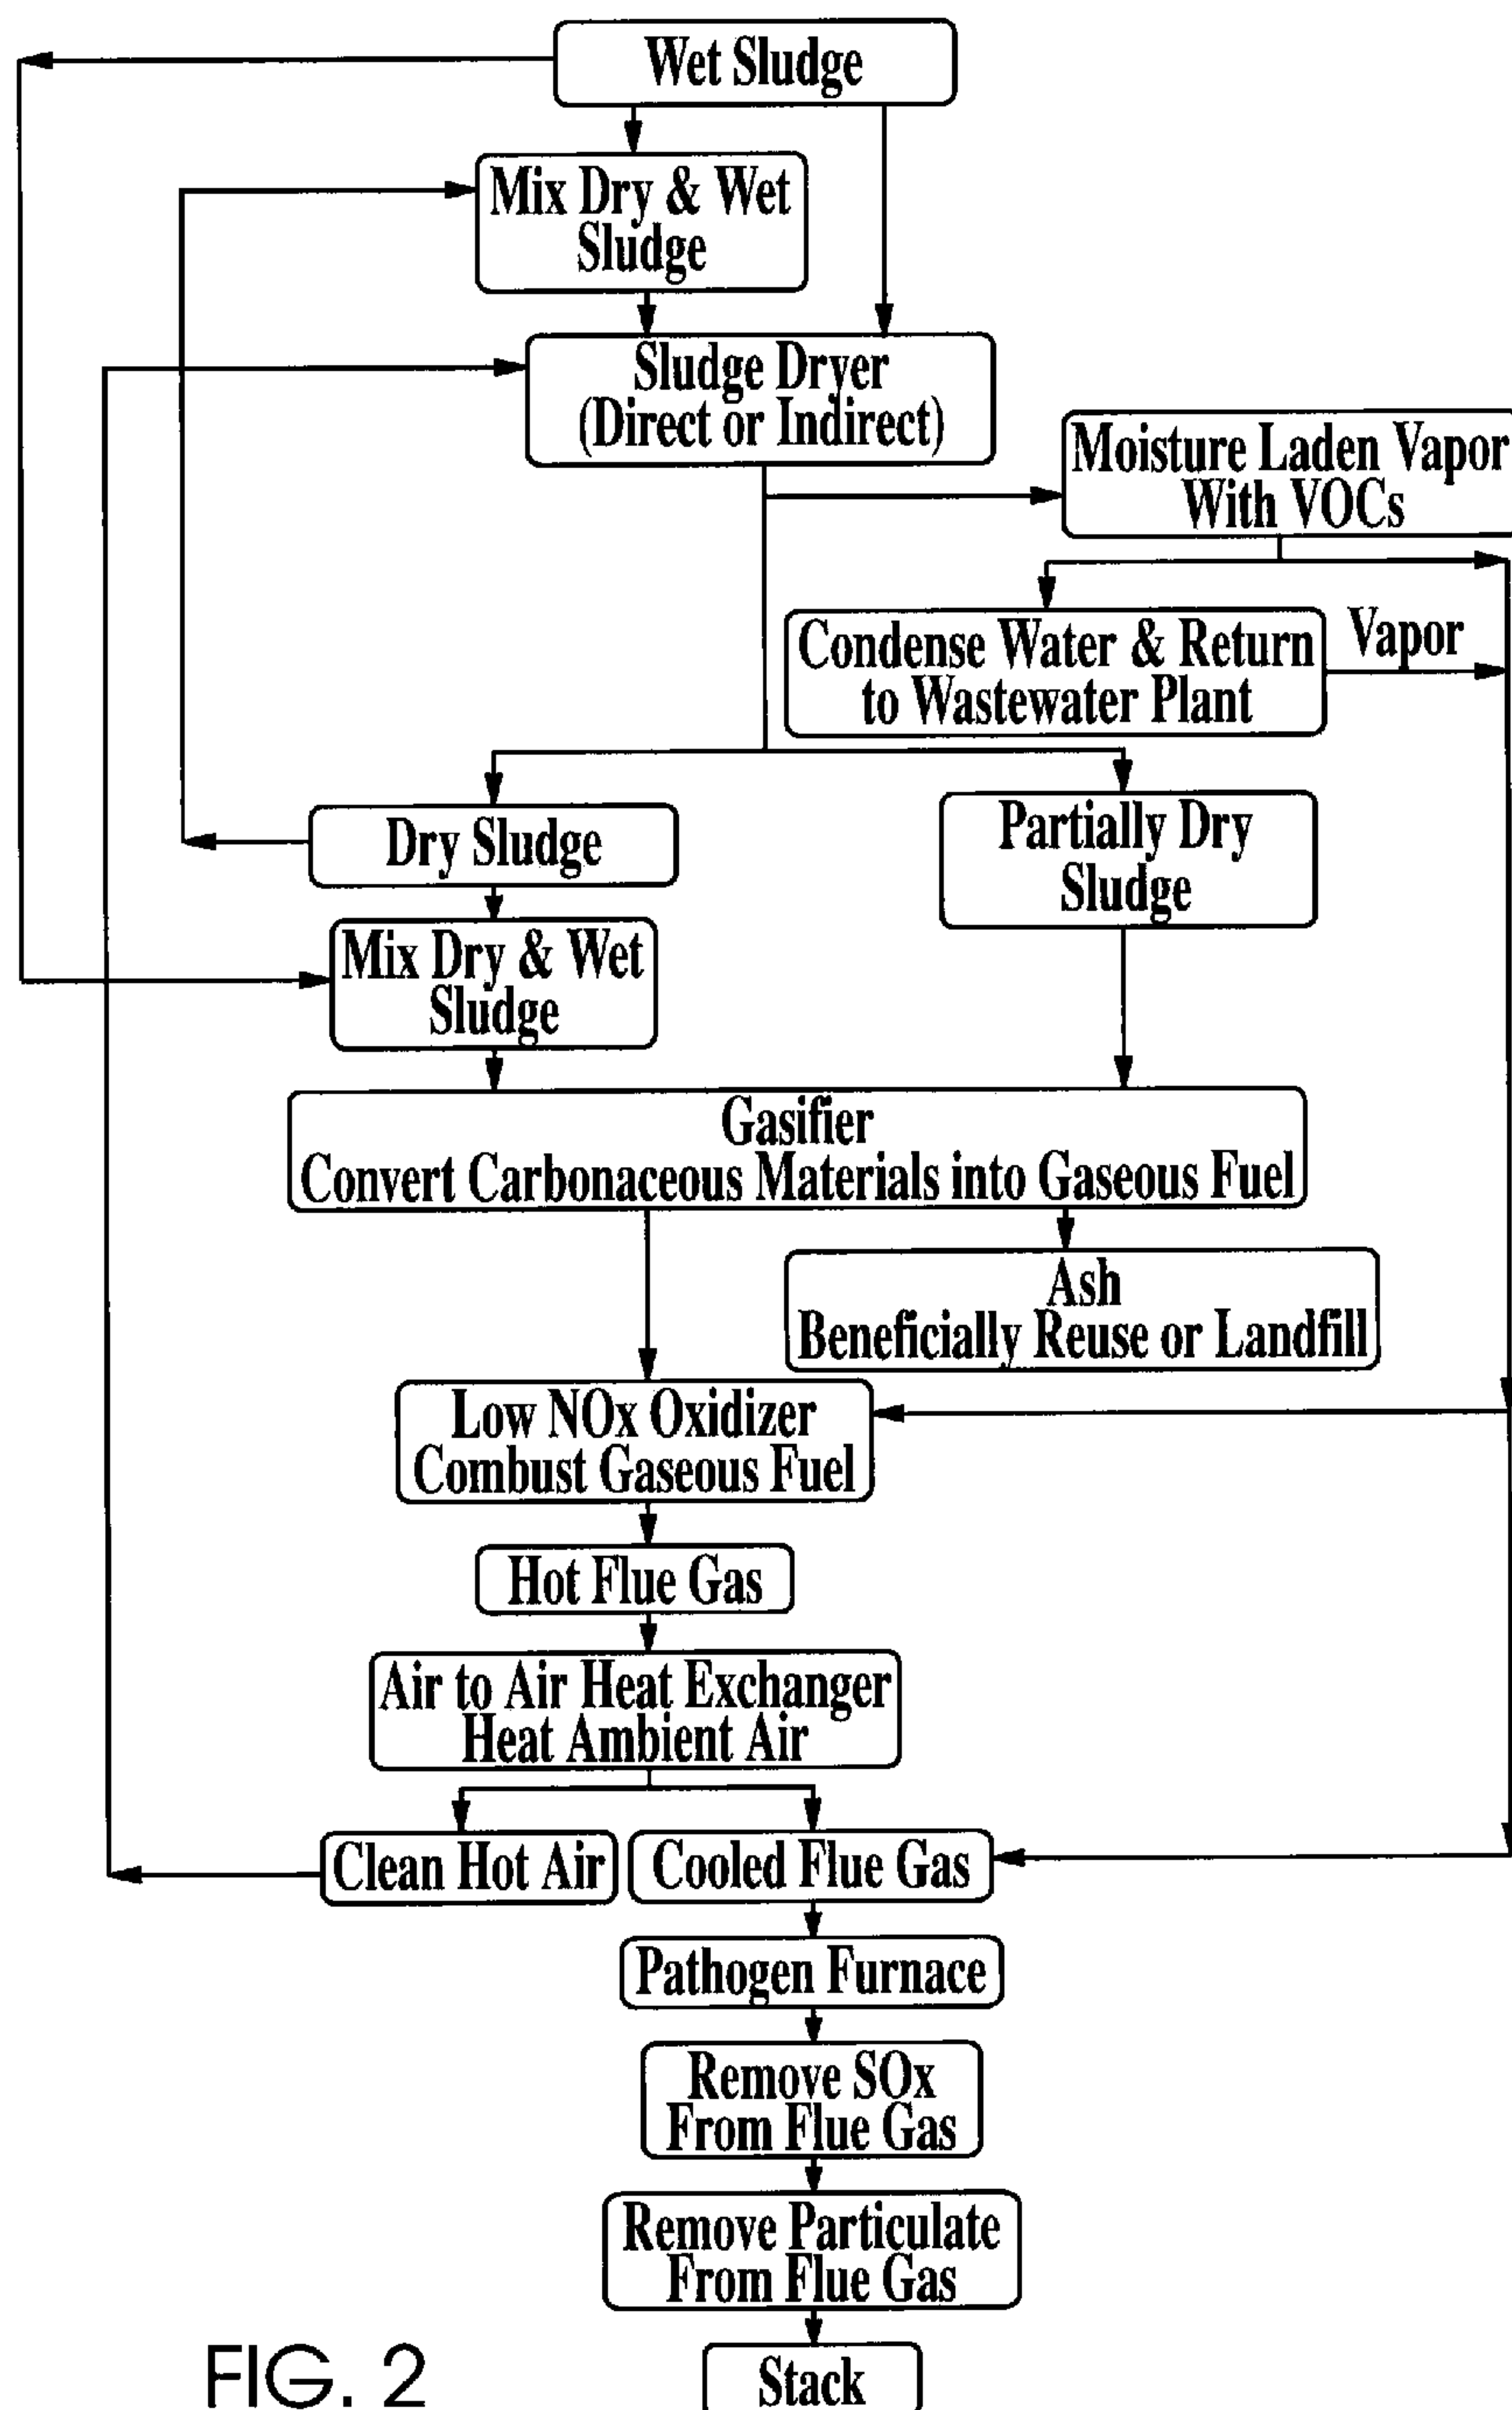 Wet Sludge
Mix Dry & Wet
Sludge
Sludge Dryer
(Direct or Indirect)
Moisture Laden Vapor
With VOCs
Condense Water & Return
to Wastewater Plant
Vapor
Dry Sludge
Partially Dry
Sludge
Mix Dry & Wet
Sludge
Gasifier
Convert Carbonaceous Materials into Gaseous Fuel
Ash
Beneficially Reuse or Landfill
Low NOx Oxidizer
Combust Gaseous Fuel
Hot Flue Gas
Air to Air Heat Exchanger
Heat Ambient Air
Clean Hot Air
Cooled Flue Gas
Pathogen Furnace
Remove SOx
From Flue Gas
Remove Particulate
From Flue Gas
Stack
FIG. 2